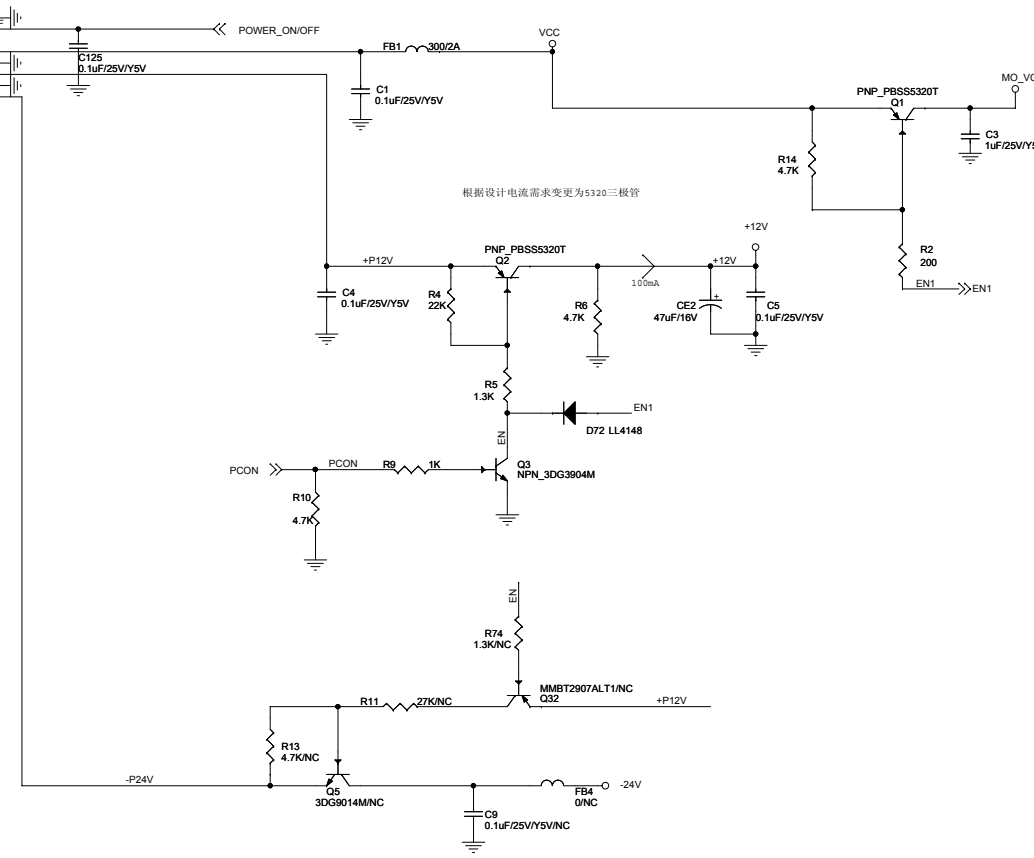 POWER_ON/OFF
C125
0.1uF/25V/Y5V
FB1 300/2A
VCC
C1
0.1uF/25V/Y5V
PNP_PBSS5320T
Q1
C3
R14
4.7K
根据设计电流需求变更为5320三极管
R2
200
EN1
EN1
+P12V
PNP_PBSS5320T
Q2
+12V
+12V
100mA
C4
0.1uF/25V/Y5V
R4
22K
R6
4.7K
CE2
47uF/16V
+
C5
0.1uF/25V/Y5V
R5
1.3K
EN1
D72 LL4148
EN
PCON
PCON
R9 1K
Q3
NPN_3DG3904M
R10
4.7K
EN
R74
1.3K/NC
MMBT2907ALT1/NC
Q32
+P12V
R11 27K/NC
R13
4.7K/NC
-P24V
Q5
3DG9014M/NC
FB4
0/NC
-24V
C9
0.1uF/25V/Y5V/NC